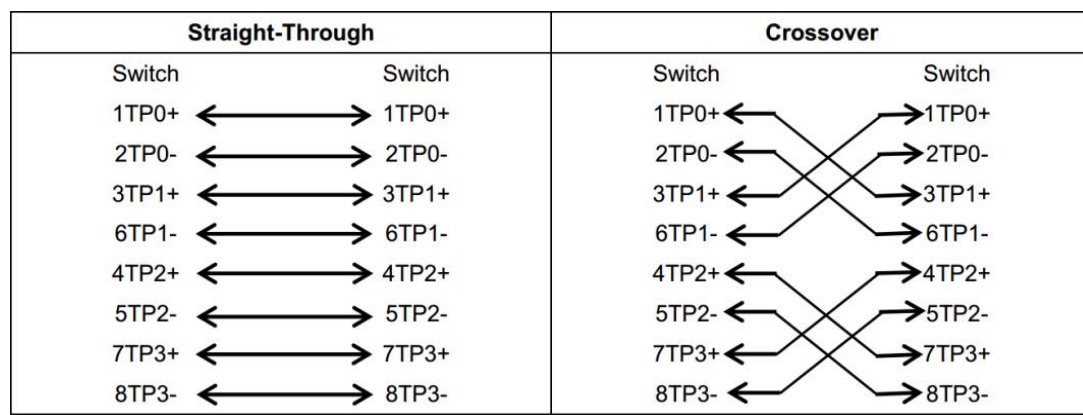 Straight-Through Crossover
Switch Switch Switch Switch
1TP0+ 1TP0+ 1TP0+ 1TP0+
2TP0- 2TP0- 2TP0- 2TP0-
3TP1+ 3TP1+ 3TP1+ 3TP1+
6TP1- 6TP1- 6TP1- 6TP1-
4TP2+ 4TP2+ 4TP2+ 4TP2+
5TP2- 5TP2- 5TP2- 5TP2-
7TP3+ 7TP3+ 7TP3+ 7TP3+
8TP3- 8TP3- 8TP3- 8TP3-